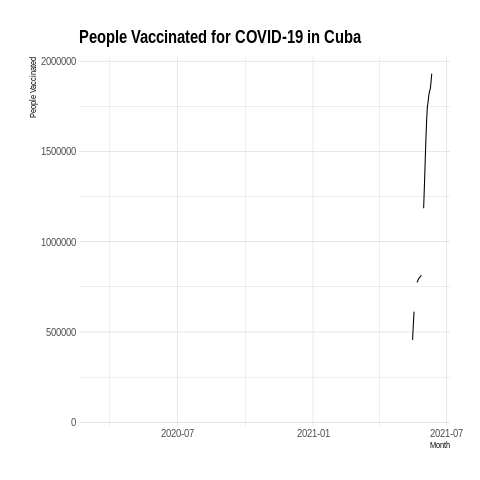 People Vaccinated for COVID-19 in Cuba
People Vaccinated
2000000
1500000
1000000
500000
0
2020-07
2021-01
2021-07
Month